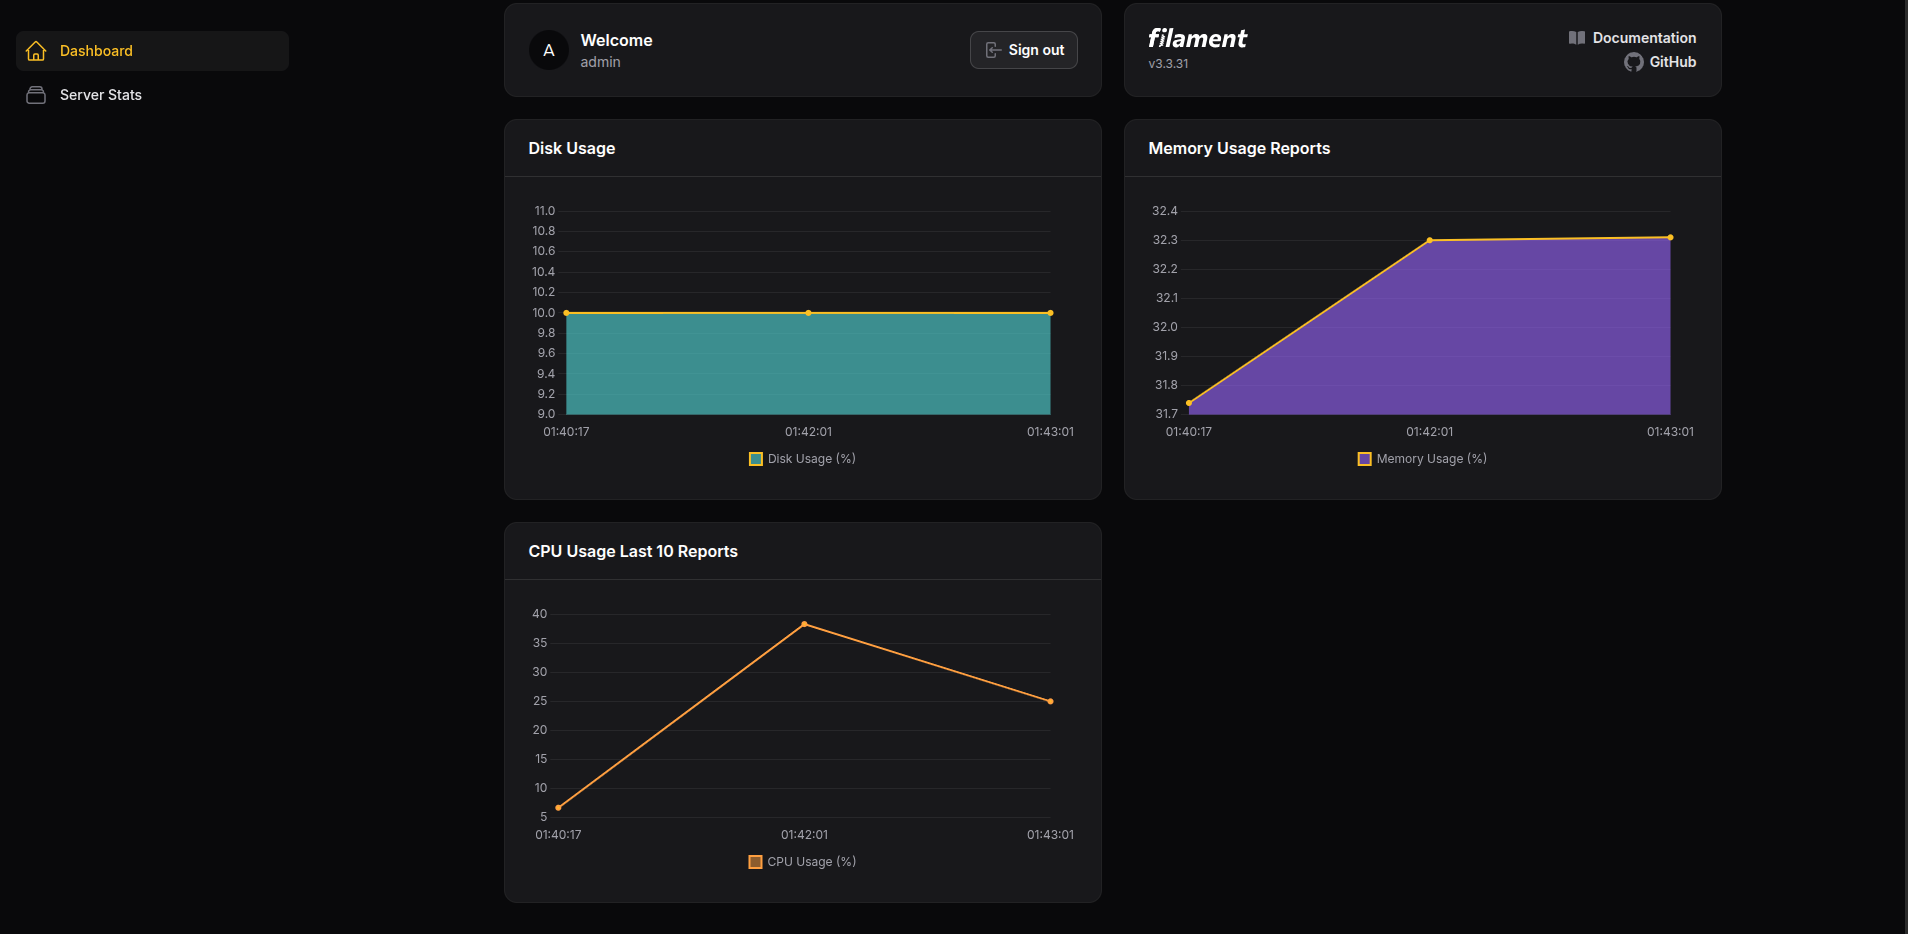 Dashboard
Server Stats
A
Welcome
admin
Sign out
filament
v3.3.31
Documentation
GitHub
Disk Usage
11.0
10.8
10.6
10.4
10.2
10.0
9.8
9.6
9.4
9.2
9.0
01:40:17 01:42:01 01:43:01
Disk Usage (%)
Memory Usage Reports
32.4
32.3
32.2
32.1
32.0
31.9
31.8
31.7
01:40:17 01:42:01 01:43:01
Memory Usage (%)
CPU Usage Last 10 Reports
40
35
30
25
20
15
10
5
01:40:17 01:42:01 01:43:01
CPU Usage (%)